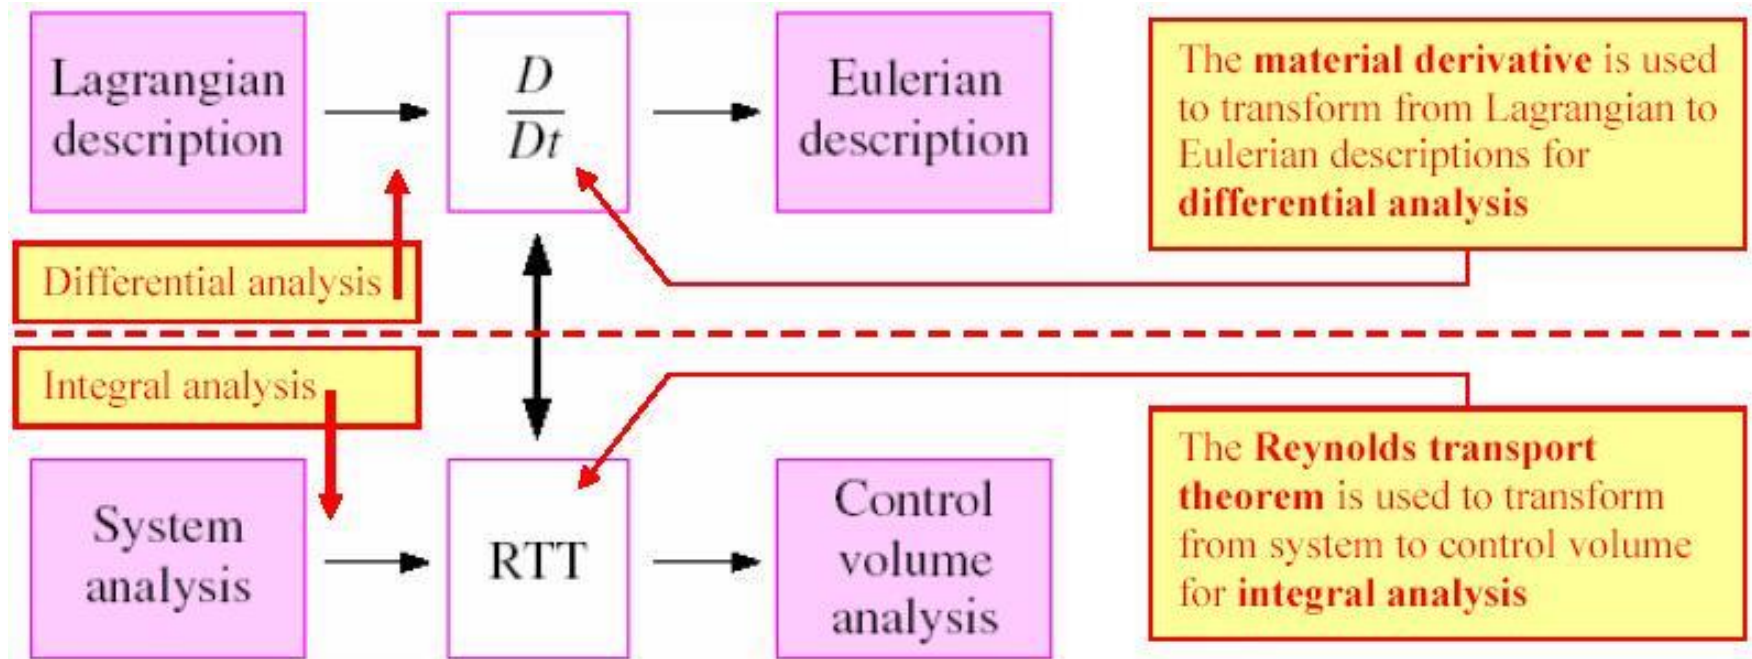 Lagrangian
description
D
Dt
Eulerian
description
The material derivative is used
to transform from Lagrangian to
Eulerian descriptions for
differential analysis
Differential analysis
Integral analysis
System
analysis
RTT
Control
volume
analysis
The Reynolds transport
theorem is used to transform
from system to control volume
for integral analysis